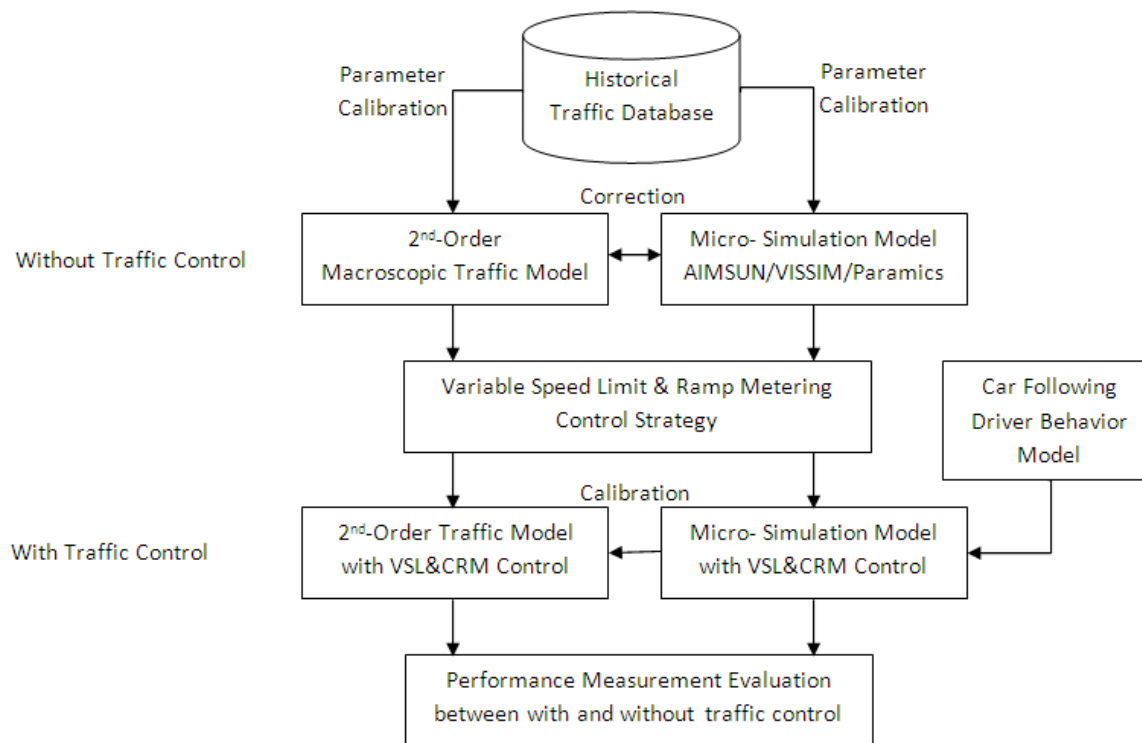 Historical
Traffic Database
Parameter
Calibration
Parameter
Calibration
Correction
Without Traffic Control
2nd-Order
Macroscopic Traffic Model
Micro- Simulation Model
AIMSUN/VISSIM/Paramics
Variable Speed Limit & Ramp Metering
Control Strategy
Car Following
Driver Behavior
Model
Calibration
With Traffic Control
2nd-Order Traffic Model
with VSL&CRM Control
Micro- Simulation Model
with VSL&CRM Control
Performance Measurement Evaluation
between with and without traffic control